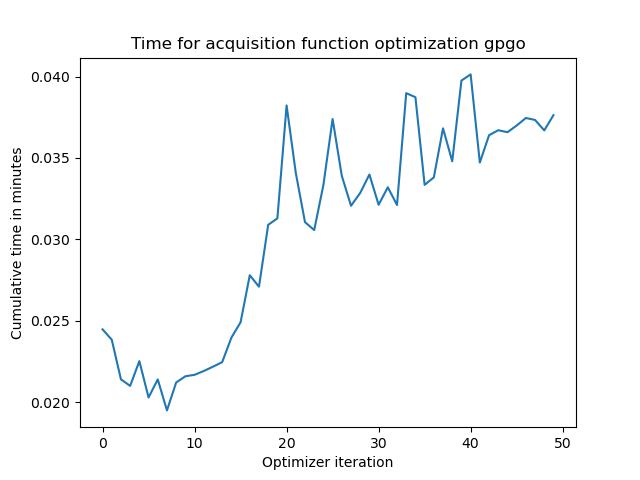 Time for acquisition function optimization gpgo
0.040
0.035
0.030
0.025
0.020
Cumulative time in minutes
0 10 20 30 40 50
Optimizer iteration